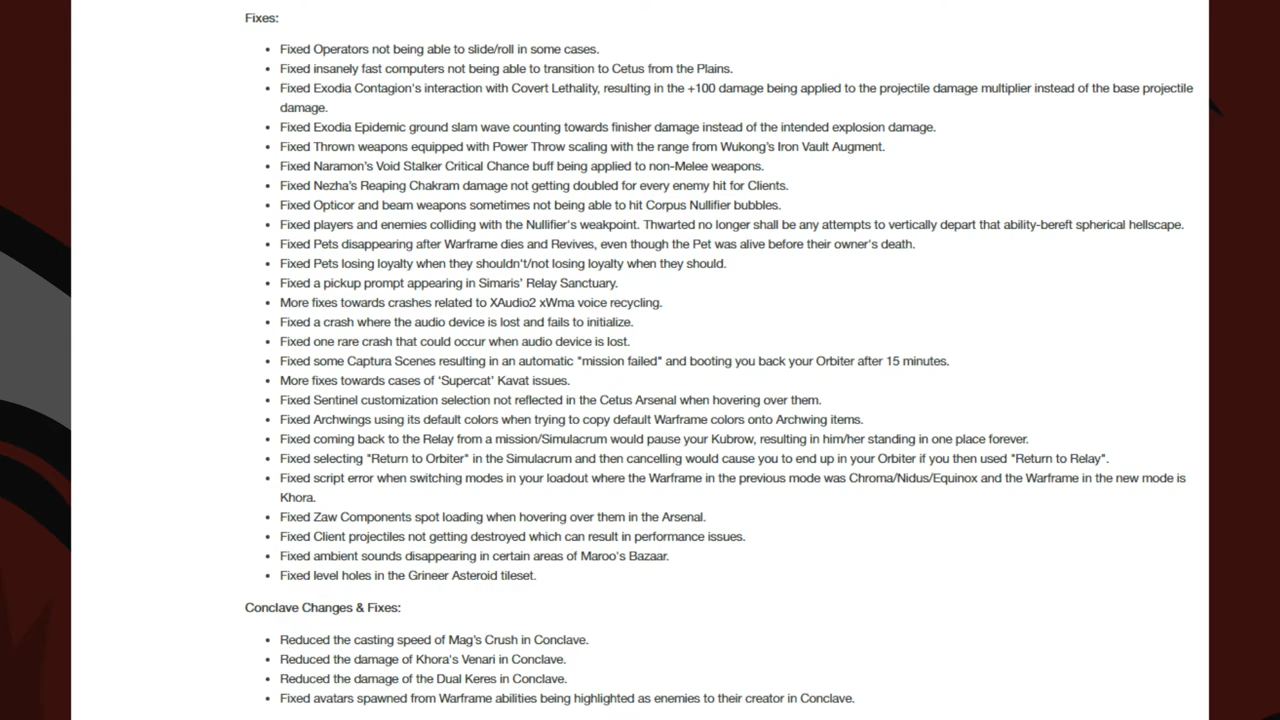 Fixes:
Fixed Operators not being able to slide/roll in some cases.
Fixed insanely fast computers not being able to transition to Cetus from the Plains.
Fixed Exodia Contagion's interaction with Covert Lethality, resulting in the +100 damage being applied to the projectile damage multiplier instead of the base projectile
damage.
Fixed Exodia Epidemic ground slam wave counting towards finisher damage instead of the intended explosion damage.
Fixed Thrown weapons equipped with Power Throw scaling with the range from Wukong's Iron Vault Augment.
Fixed Naramon's Void Stalker Critical Chance buff being applied to non-Melee weapons.
Fixed Nezha's Reaping Chakram damage not getting doubled for every enemy hit for Clients.
Fixed Opticor and beam weapons sometimes not being able to hit Corpus Nullifier bubbles.
Fixed players and enemies colliding with the Nullifier's weakpoint. Thwarted no longer shall be any attempts to vertically depart that ability-bereft spherical hellscape.
Fixed Pets disappearing after Warframe dies and Revives, even though the Pet was alive before their owner's death.
Fixed Pets losing loyalty when they shouldn't/not losing loyalty when they should.
Fixed a pickup prompt appearing in Simaris' Relay Sanctuary.
More fixes towards crashes related to XAudio2 xWma voice recycling.
Fixed a crash where the audio device is lost and fails to initialize.
Fixed one rare crash that could occur when audio device is lost.
Fixed some Captura Scenes resulting in an automatic "mission failed" and booting you back your Orbiter after 15 minutes.
More fixes towards cases of ‘Supercat’ Kavat issues.
Fixed Sentinel customization selection not reflected in the Cetus Arsenal when hovering over them.
Fixed Archwings using its default colors when trying to copy default Warframe colors onto Archwing items.
Fixed coming back to the Relay from a mission/Simulacrum would pause your Kubrow, resulting in him/her standing in one place forever.
Fixed selecting "Return to Orbiter" in the Simulacrum and then cancelling would cause you to end up in your Orbiter if you then used "Return to Relay".
Fixed script error when switching modes in your loadout where the Warframe in the previous mode was Chroma/Nidus/Equinox and the Warframe in the new mode is
Khora.
Fixed Zaw Components spot loading when hovering over them in the Arsenal.
Fixed Client projectiles not getting destroyed which can result in performance issues.
Fixed ambient sounds disappearing in certain areas of Maroo's Bazaar.
Fixed level holes in the Grineer Asteroid tileset.
Conclave Changes & Fixes:
Reduced the casting speed of Mag's Crush in Conclave.
Reduced the damage of Khora's Venari in Conclave.
Reduced the damage of the Dual Keres in Conclave.
Fixed avatars spawned from Warframe abilities being highlighted as enemies to their creator in Conclave.